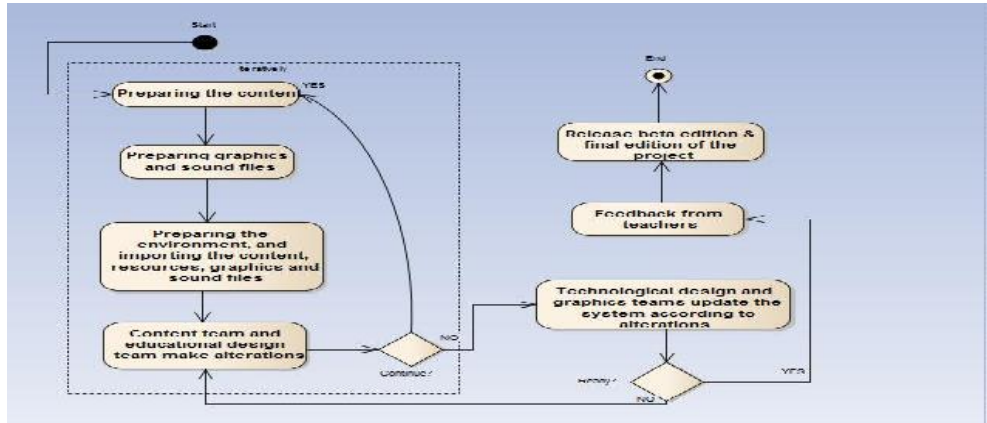 Start
Iteratively
YES
Preparing the content
Preparing graphics
and sound files
Preparing the
environment, and
importing the content,
resources, graphics and
sound files
Content team and
educational design
team make alterations
Continue?
NO
End
Release beta edition &
final edition of the
project
Feedback from
teachers
Technological design and
graphics teams update the
system according to
alterations
Ready?
YES
NO